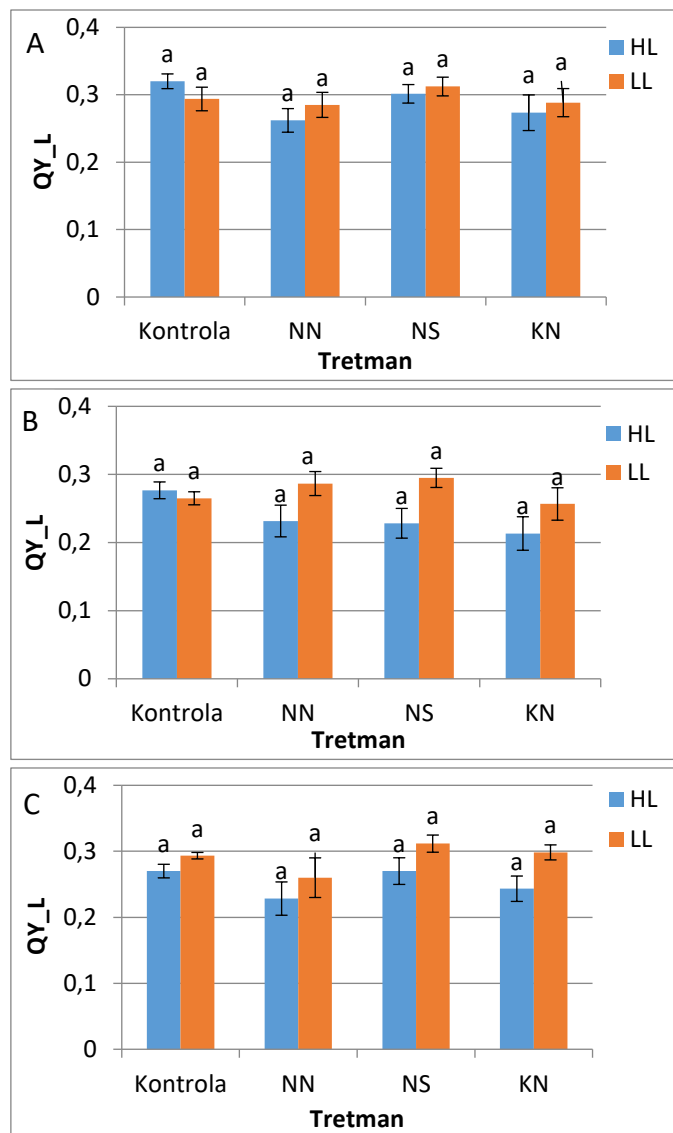 A
0,4
0,3
0,2
0,1
0
QY_L
a a a a a a a a
Kontrola NN NS KN
Tretman
HL
LL
B
0,4
0,3
0,2
0,1
0
QY_L
a a a a a a a a
Kontrola NN NS KN
Tretman
HL
LL
C
0,4
0,3
0,2
0,1
0
QY_L
a a a a a a a a
Kontrola NN NS KN
Tretman
HL
LL